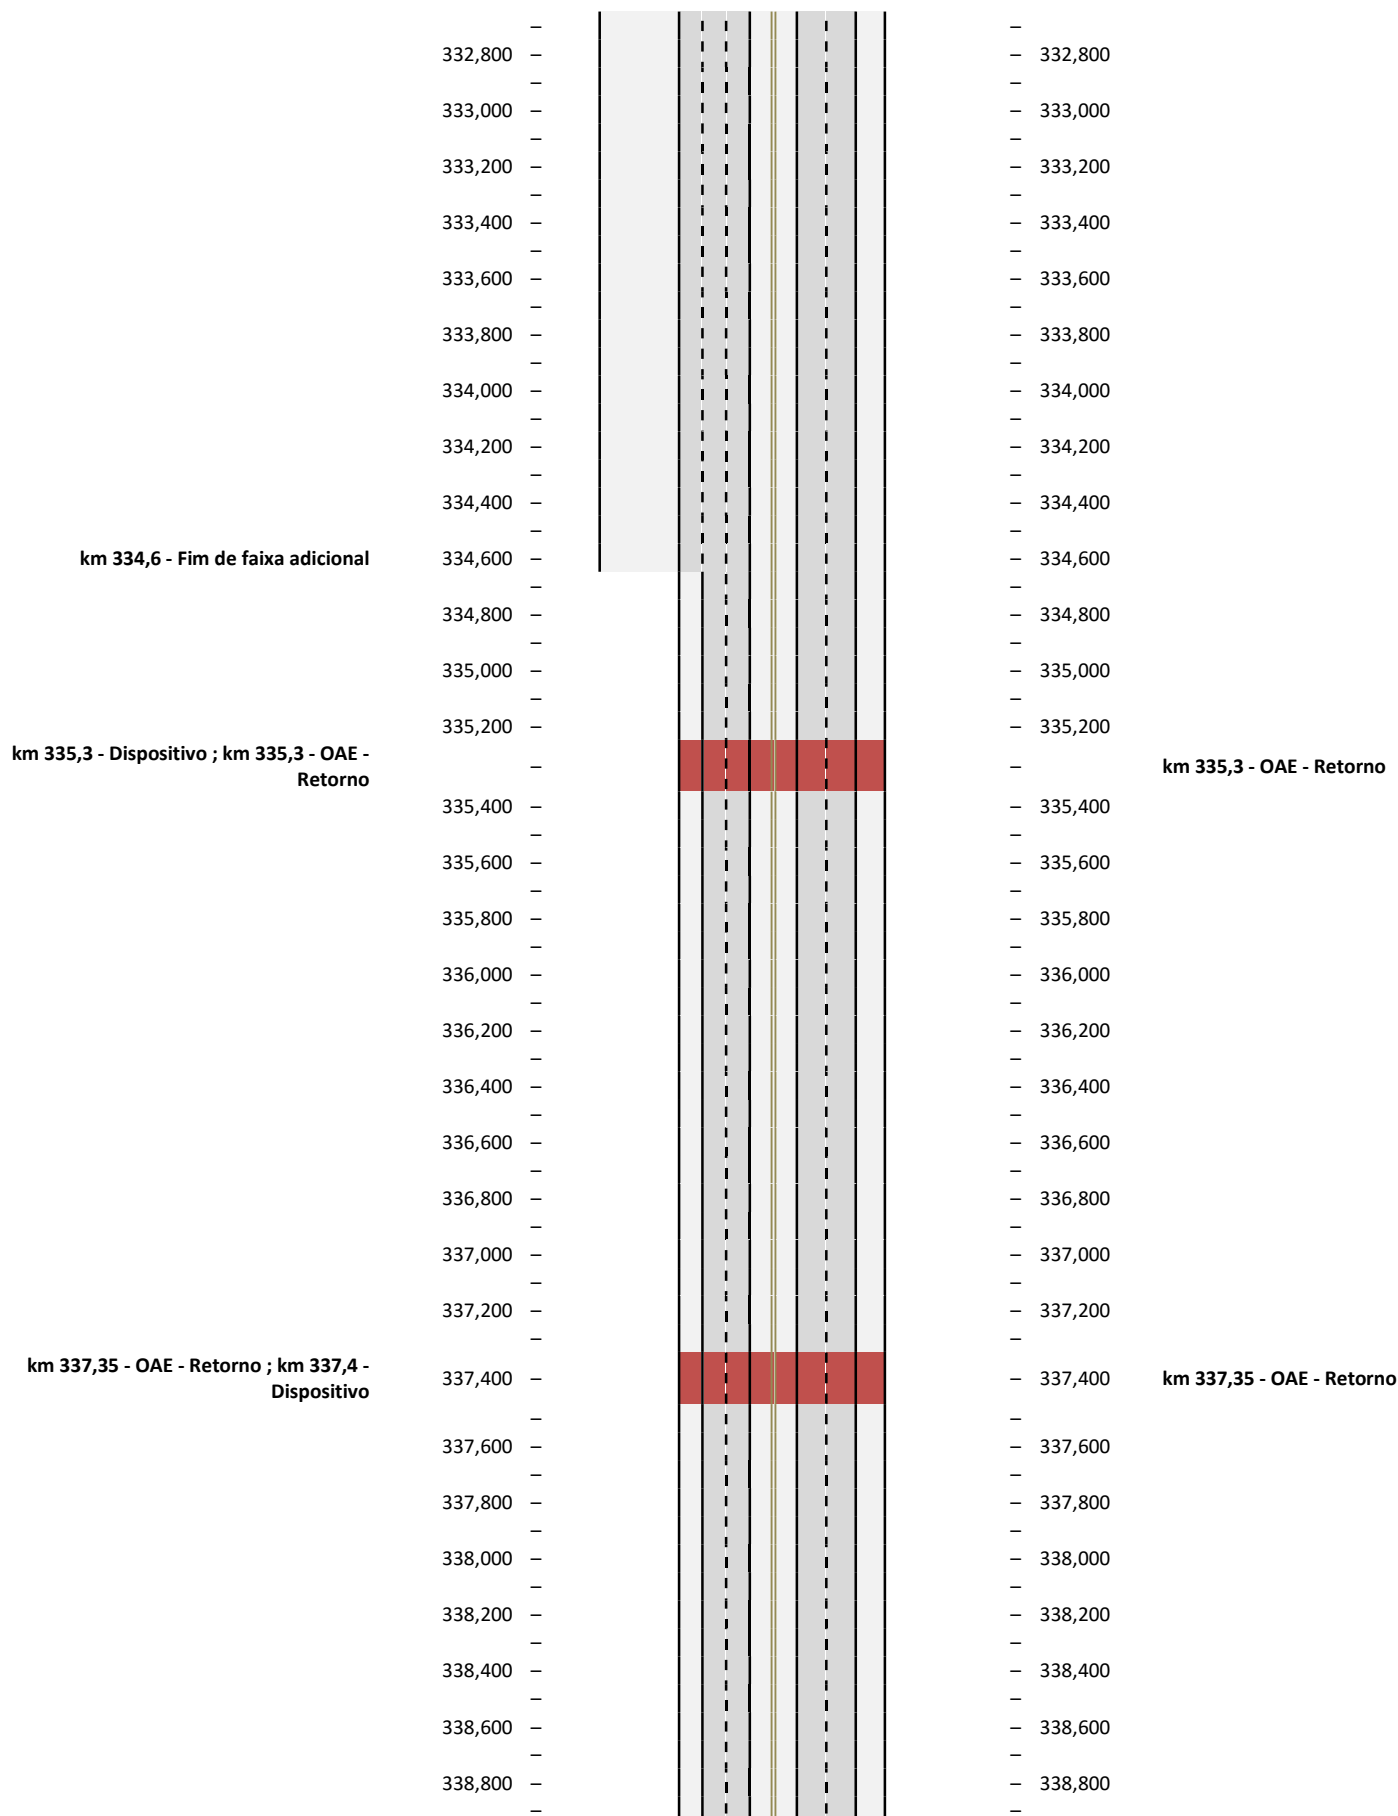 –   –
332,800 –   – 332,800
–   –
333,000 –   – 333,000
–   –
333,200 –   – 333,200
–   –
333,400 –   – 333,400
–   –
333,600 –   – 333,600
–   –
333,800 –   – 333,800
–   –
334,000 –   – 334,000
–   –
334,200 –   – 334,200
–   –
334,400 –   – 334,400
–   –
km 334,6 - Fim de faixa adicional 334,600 –   – 334,600
–   –
334,800 –   – 334,800
–   –
335,000 –   – 335,000
–   –
335,200 –   – 335,200
km 335,3 - Dispositivo ; km 335,3 - OAE -
Retorno –   – km 335,3 - OAE - Retorno
335,400 –   – 335,400
–   –
335,600 –   – 335,600
–   –
335,800 –   – 335,800
–   –
336,000 –   – 336,000
–   –
336,200 –   – 336,200
–   –
336,400 –   – 336,400
–   –
336,600 –   – 336,600
–   –
336,800 –   – 336,800
–   –
337,000 –   – 337,000
–   –
337,200 –   – 337,200
–   –
km 337,35 - OAE - Retorno ; km 337,4 -
Dispositivo 337,400 –   – 337,400 km 337,35 - OAE - Retorno
–   –
337,600 –   – 337,600
–   –
337,800 –   – 337,800
–   –
338,000 –   – 338,000
–   –
338,200 –   – 338,200
–   –
338,400 –   – 338,400
–   –
338,600 –   – 338,600
–   –
338,800 –   – 338,800
–   –